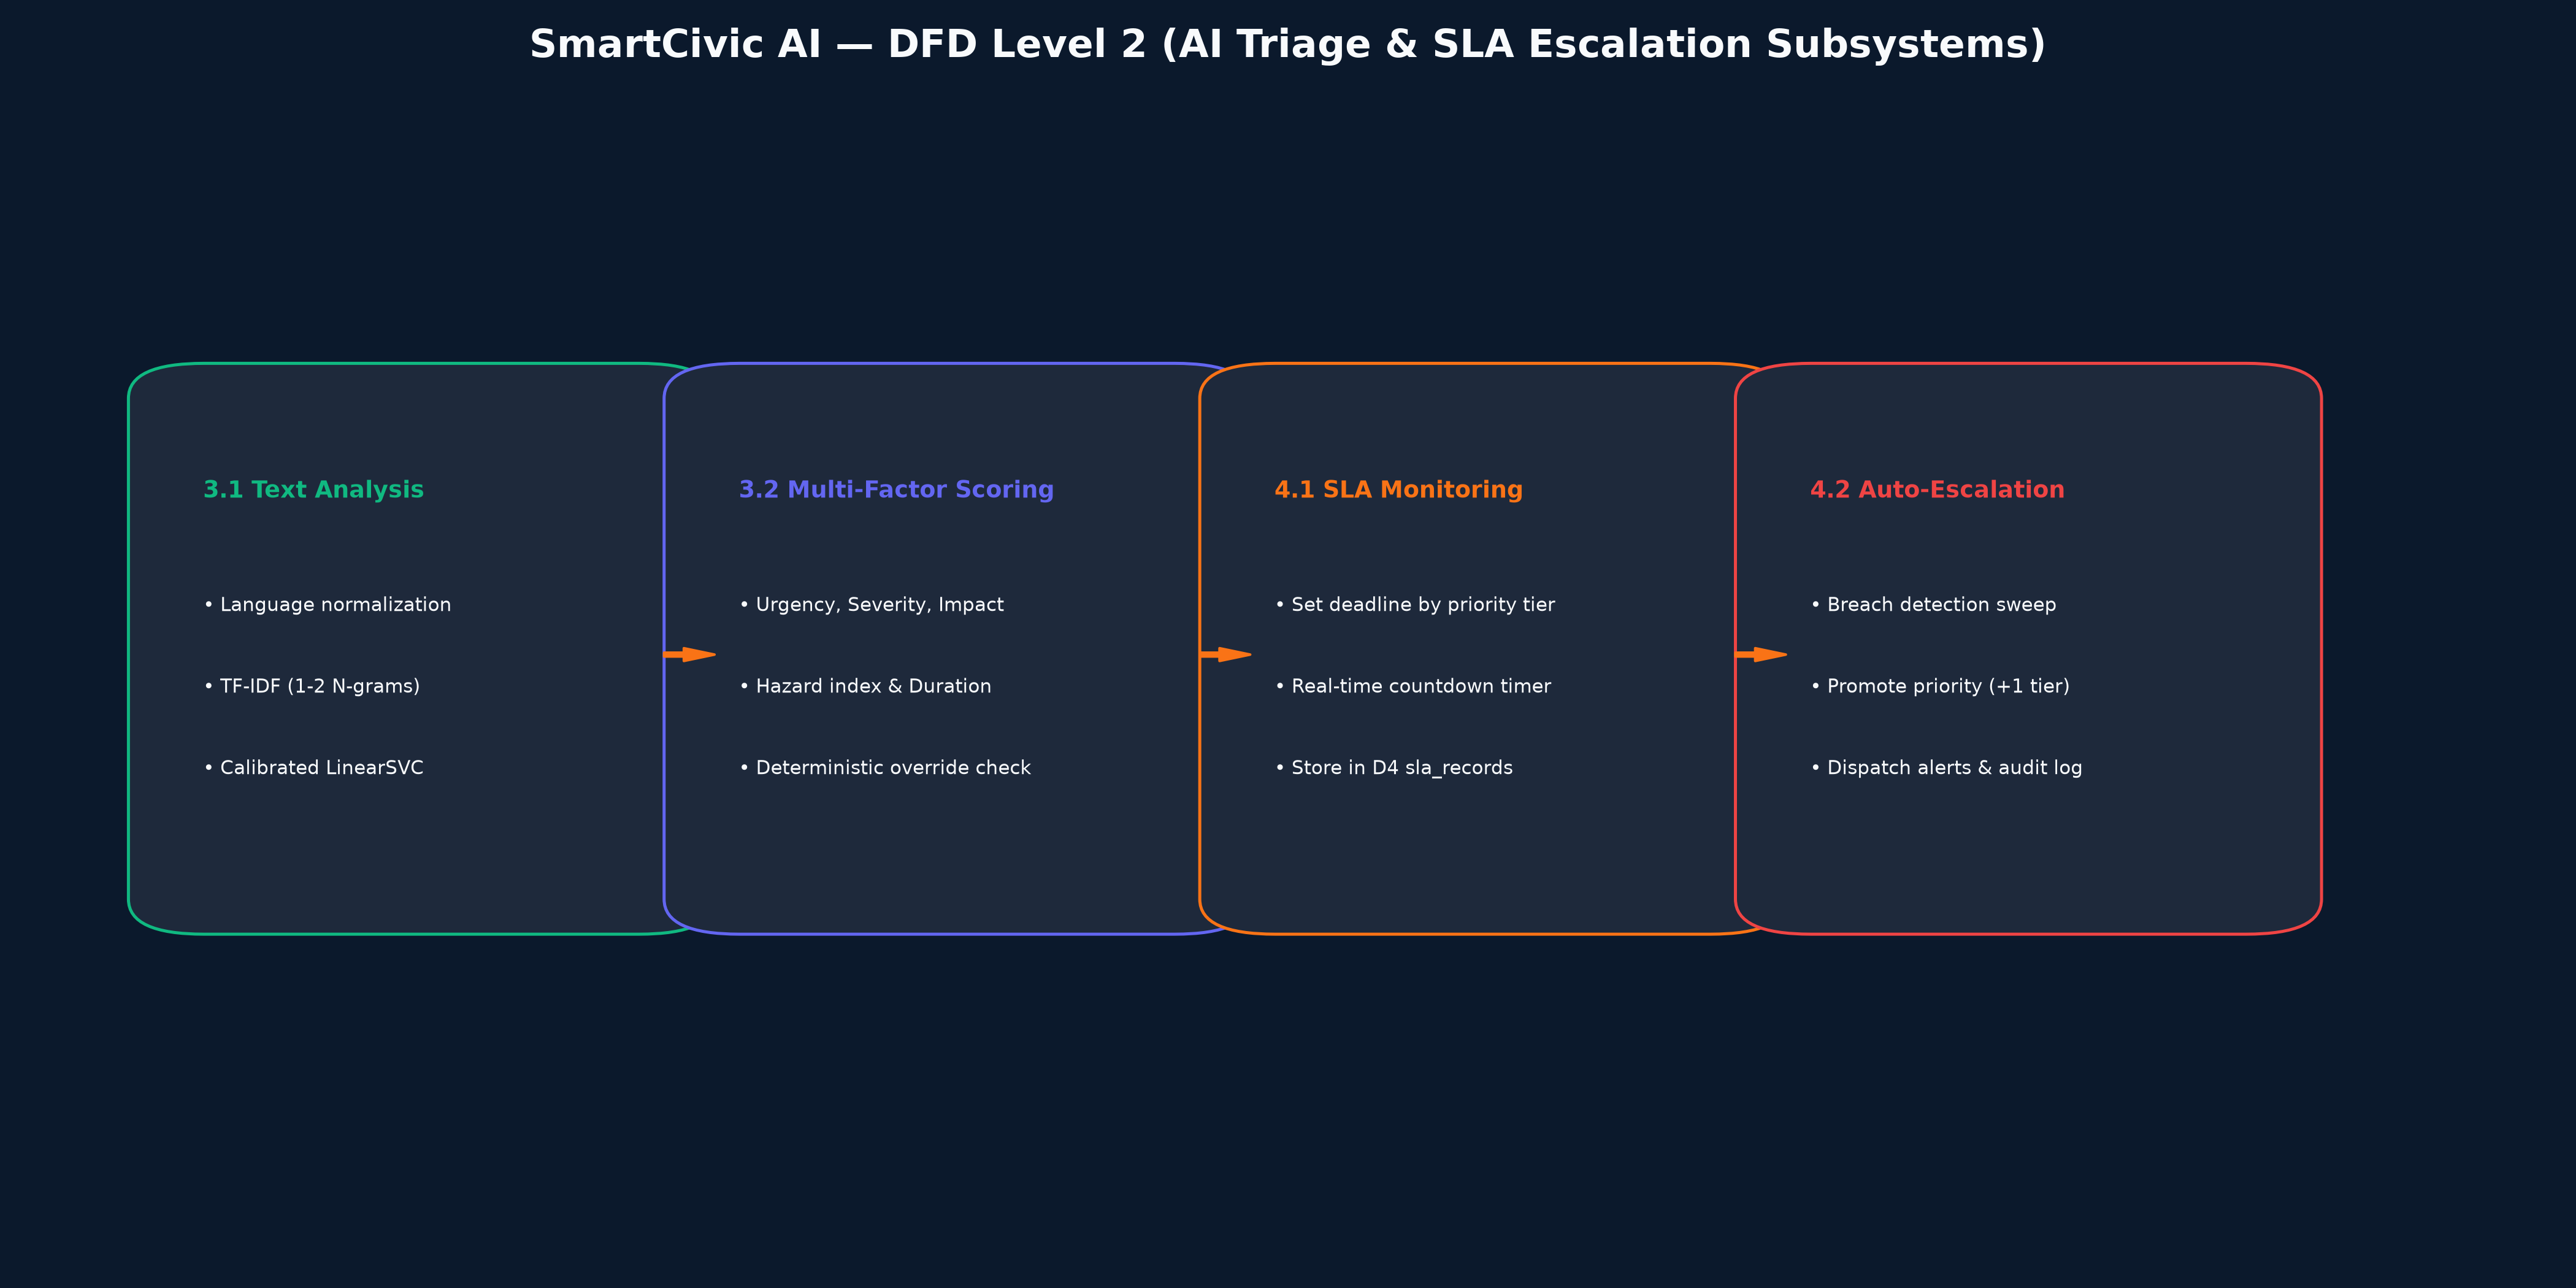 SmartCivic AI — DFD Level 2 (AI Triage & SLA Escalation Subsystems)
3.1 Text Analysis
• Language normalization
• TF-IDF (1-2 N-grams)
• Calibrated LinearSVC
3.2 Multi-Factor Scoring
• Urgency, Severity, Impact
• Hazard index & Duration
• Deterministic override check
4.1 SLA Monitoring
• Set deadline by priority tier
• Real-time countdown timer
• Store in D4 sla_records
4.2 Auto-Escalation
• Breach detection sweep
• Promote priority (+1 tier)
• Dispatch alerts & audit log